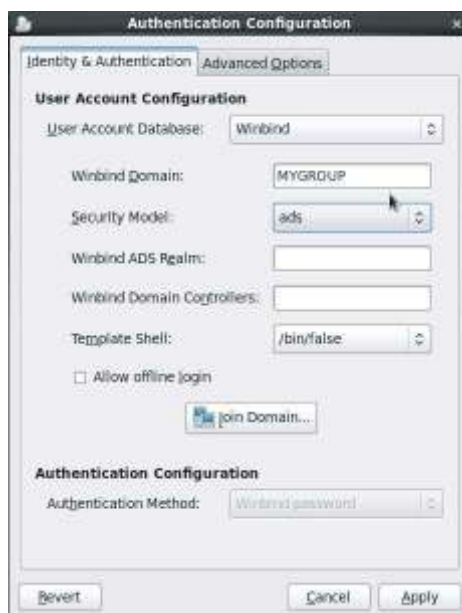 Authentication Configuration
Identity & Authentication
Advanced Options
User Account Configuration
User Account Database: Winbind
Winbind Domain: MYGROUP
Security Model: ads
Winbind ADS Realm:
Winbind Domain Controllers:
Template Shell: /bin/false
Allow offline login
Join Domain...
Authentication Configuration
Authentication Method: Winbind password
Revert
Cancel
Apply